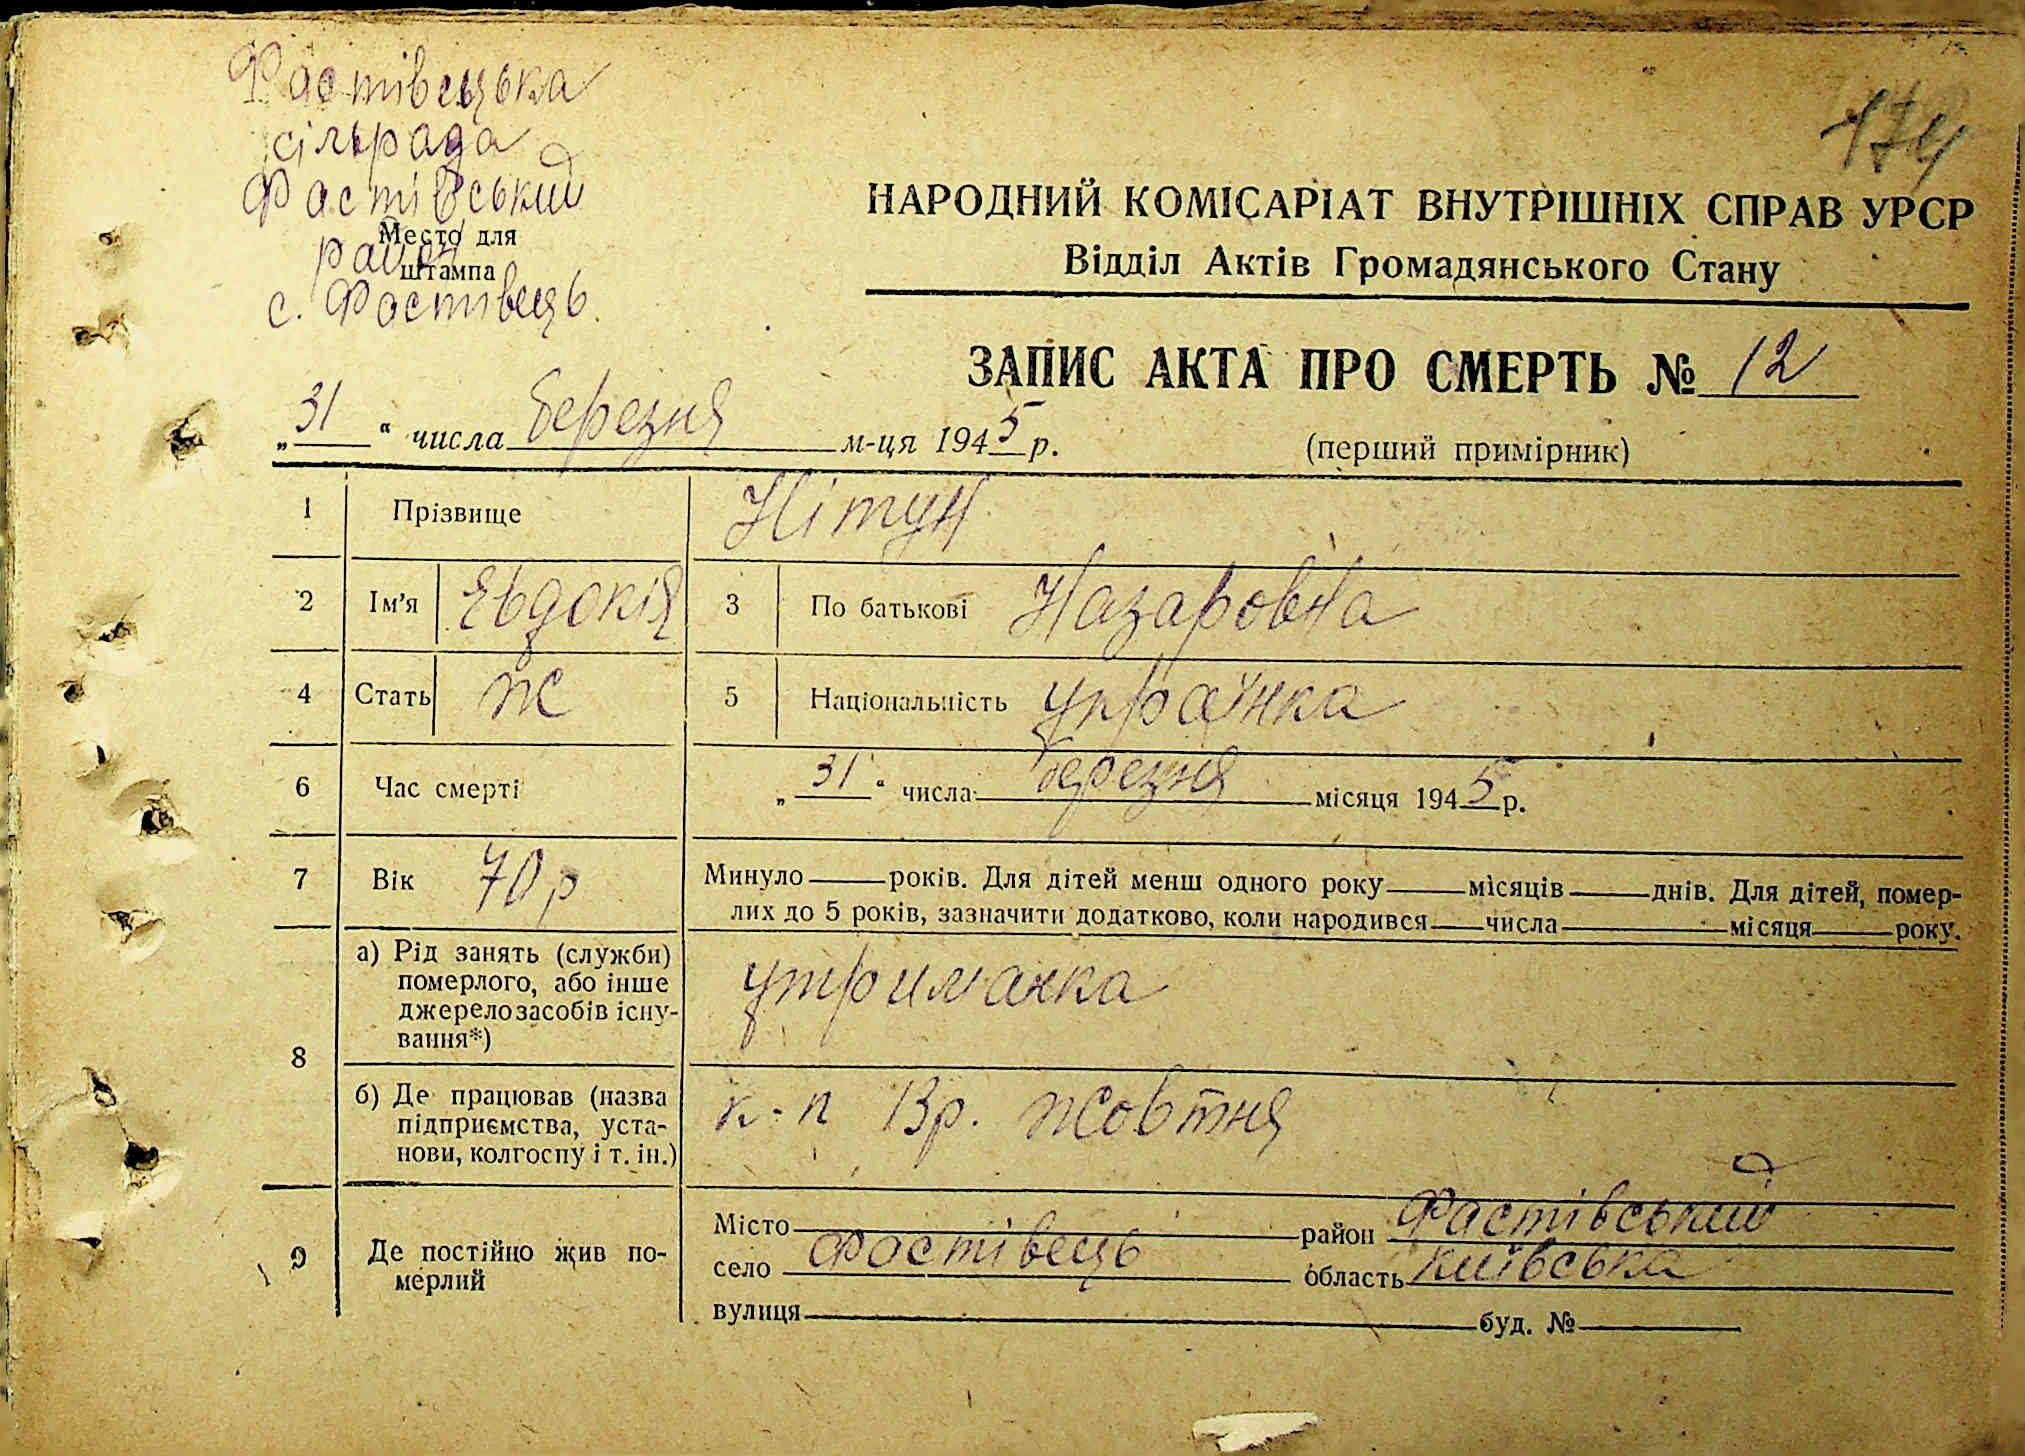 Фастівецька
сільрада
Фастівський
район
с. Фастівець
Место для
штампа
174
НАРОДНИЙ КОМІСАРІАТ ВНУТРІШНІХ СПРАВ УРСР
Відділ Актів Громадянського Стану
ЗАПИС АКТА ПРО СМЕРТЬ № 12
„31“ числа березня м-ця 1945 р.
(перший примірник)
1 Прізвище Нітун
2 Ім'я Євдокія 3 По батькові Назаровна
4 Стать ж 5 Національність українка
6 Час смерті „31“ числа березня місяця 1945 р.
7 Вік 70 р Минуло років. Для дітей менш одного року місяців днів. Для дітей, помер-
лих до 5 років, зазначити додатково, коли народився числа місяця року.
8 а) Рід занять (служби)
померлого, або інше
джерело засобів існу-
вання*)
утриманка
б) Де працював (назва
підприємства, уста-
нови, колгоспу і т. ін.)
к-п 13 р. Жовтня
9 Де постійно жив по-
мерлий
Місто район Фастівський
село Фастівець область Київська
вулиця буд. №